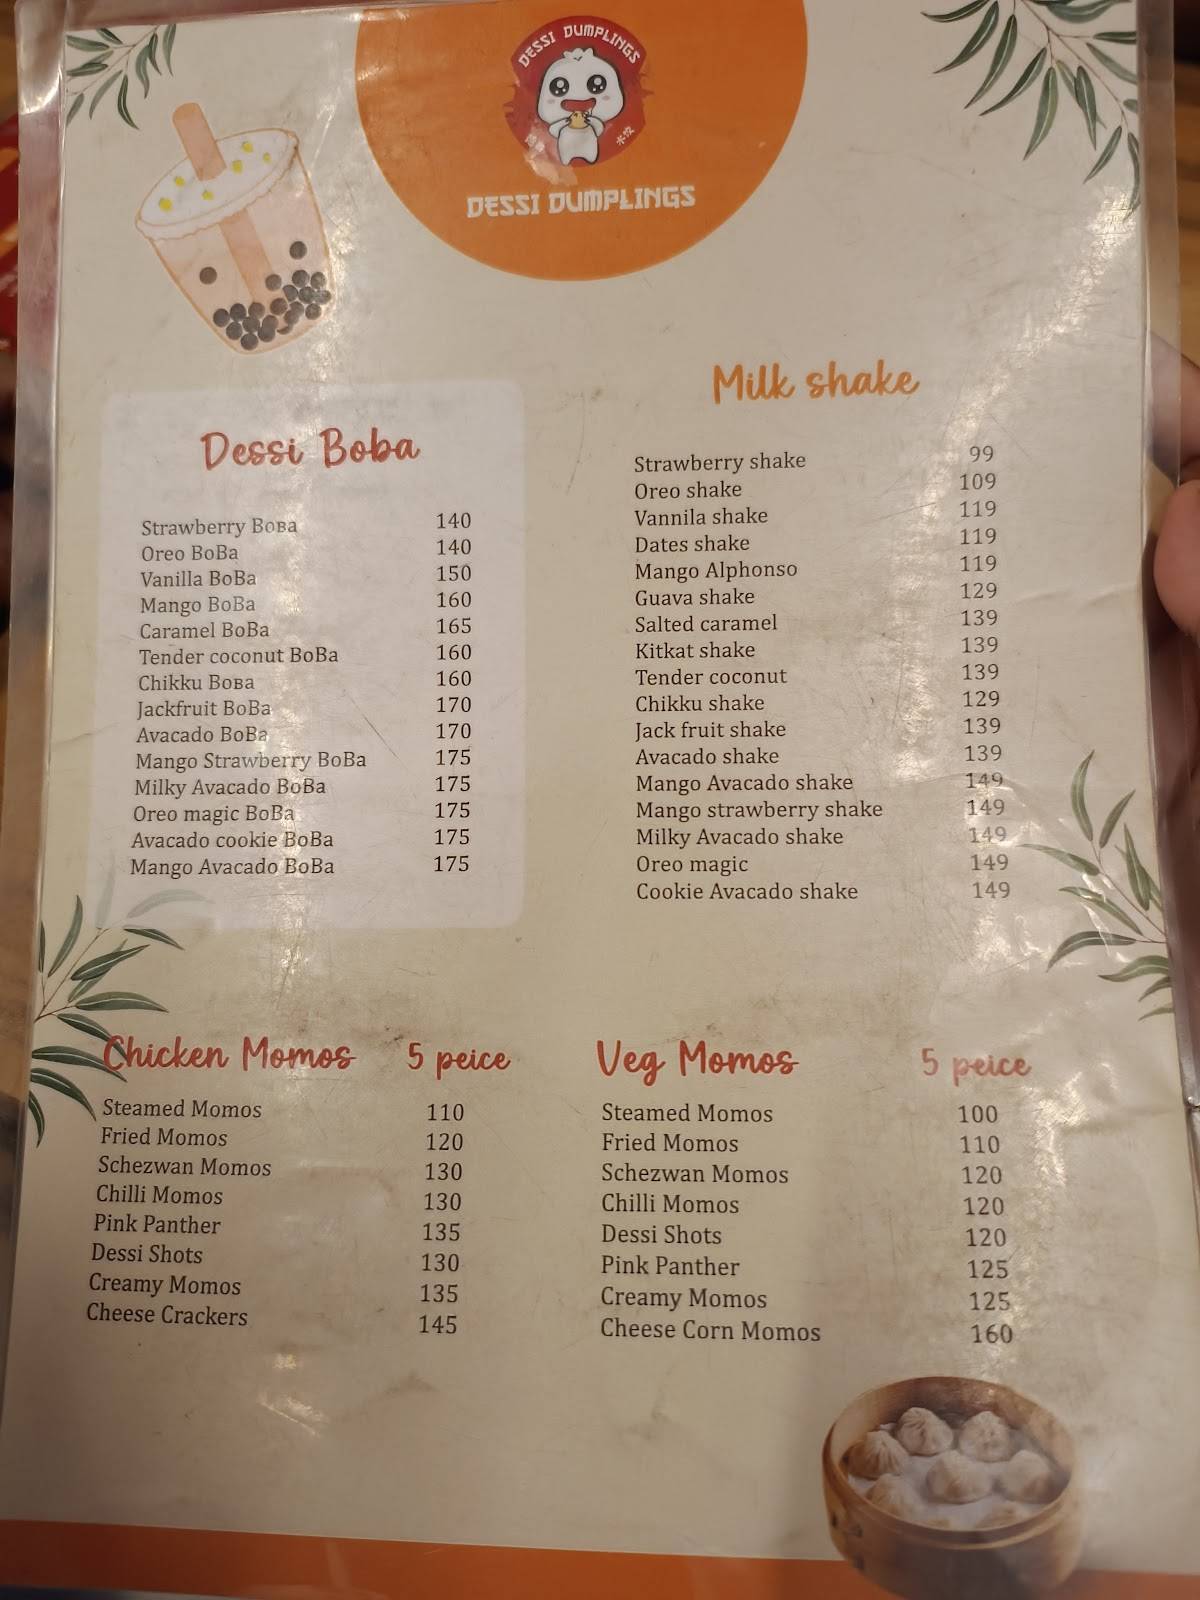 DESSI DUMPLINGS
DESSI DUMPLINGS
Dessi Boba
Strawberry BOBA 140
Oreo BoBa 140
Vanilla BoBa 150
Mango BoBa 160
Caramel BoBa 165
Tender coconut BoBa 160
Chikku BOBA 160
Jackfruit BoBa 170
Avacado BoBa 170
Mango Strawberry BoBa 175
Milky Avacado BoBa 175
Oreo magic BoBa 175
Avacado cookie BoBa 175
Mango Avacado BoBa 175
Milk shake
Strawberry shake 99
Oreo shake 109
Vannila shake 119
Dates shake 119
Mango Alphonso 119
Guava shake 129
Salted caramel 139
Kitkat shake 139
Tender coconut 139
Chikku shake 129
Jack fruit shake 139
Avacado shake 139
Mango Avacado shake 149
Mango strawberry shake 149
Milky Avacado shake 149
Oreo magic 149
Cookie Avacado shake 149
Chicken Momos 5 peice
Steamed Momos 110
Fried Momos 120
Schezwan Momos 130
Chilli Momos 130
Pink Panther 135
Dessi Shots 130
Creamy Momos 135
Cheese Crackers 145
Veg Momos 5 peice
Steamed Momos 100
Fried Momos 110
Schezwan Momos 120
Chilli Momos 120
Dessi Shots 120
Pink Panther 125
Creamy Momos 125
Cheese Corn Momos 160